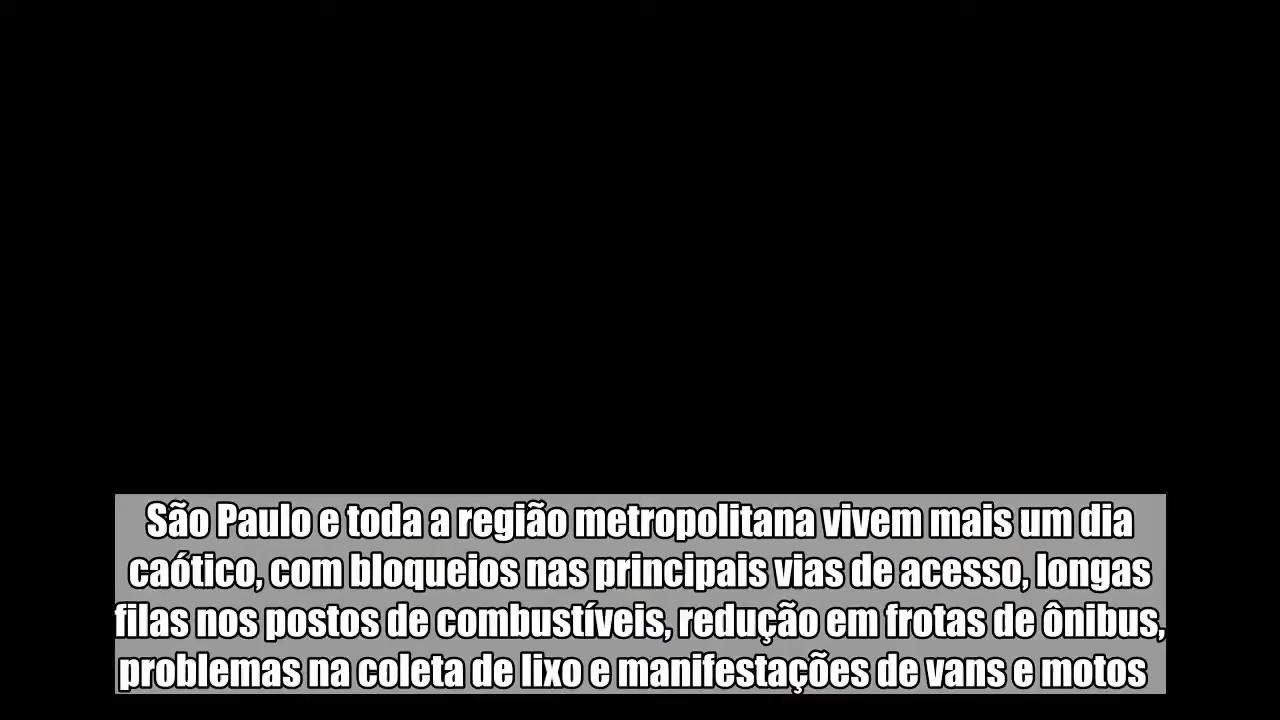 São Paulo e toda a região metropolitana vivem mais um dia
caótico, com bloqueios nas principais vias de acesso, longas
filas nos postos de combustíveis, redução em frotas de ônibus,
problemas na coleta de lixo e manifestações de vans e motos